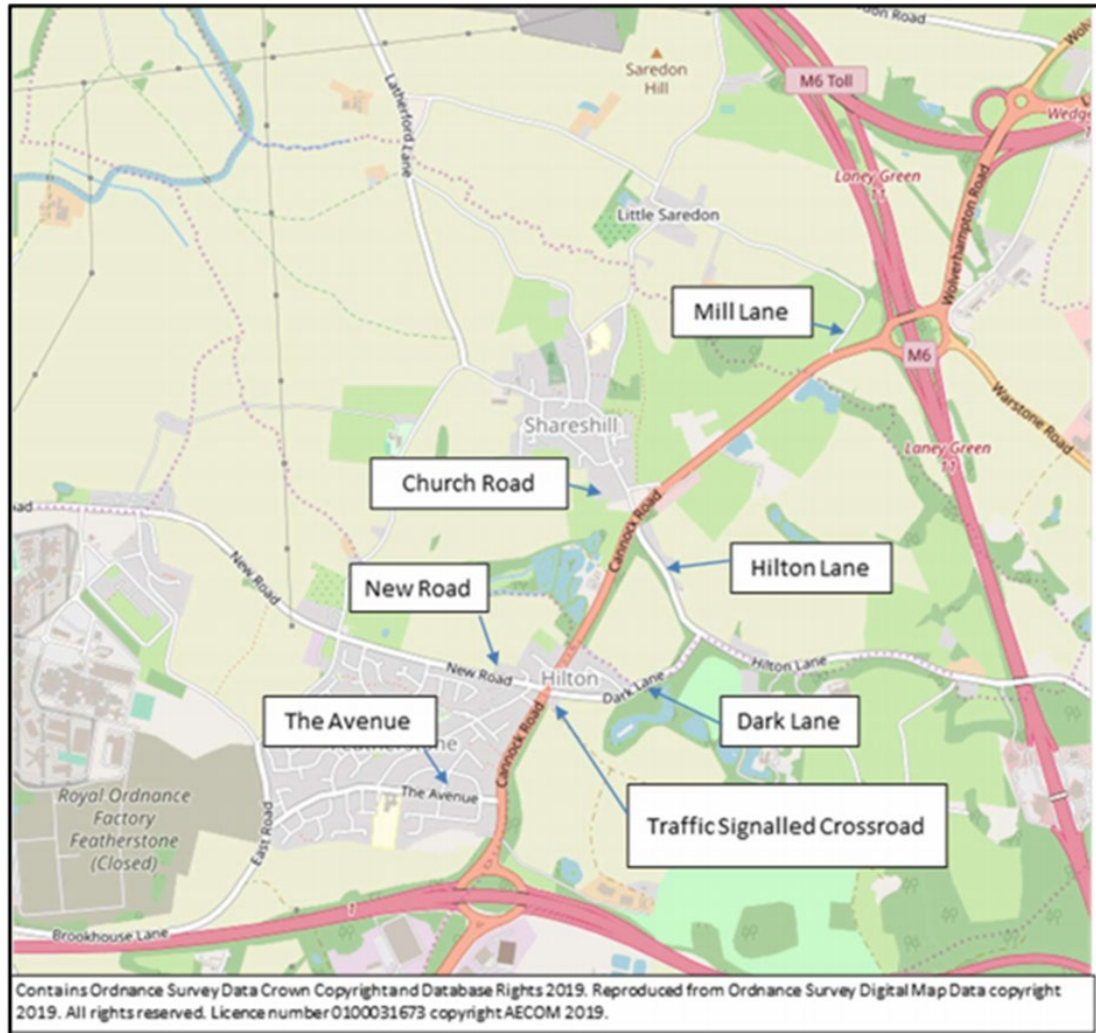 Latherford Lane
Saredon
Hill
M6 Toll
Laney Green
11
Wolverhampton Road
Little Saredon
Mill Lane
M6
Warstone Road
Shareshill
Laney Green
11
Church Road
Cannock Road
New Road
New Road
Hilton Lane
New Road
Hilton
Hilton Lane
Dark Lane
The Avenue
Dark Lane
Cannock Road
The Avenue
Royal Ordnance
Factory
Featherstone
(Closed)
East Road
Traffic Signalled Crossroad
1
Brookhouse Lane
Contains Ordnance Survey Data Crown Copyright and Database Rights 2019. Reproduced from Ordnance Survey Digital Map Data copyright
2019. All rights reserved. Licence number 0100031673 copyright AECOM 2019.